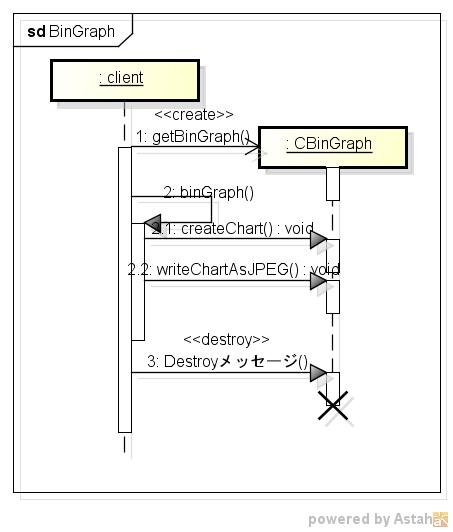 sd BinGraph
: client
<<create>>
1: getBinGraph()
: CBinGraph
2: binGraph()
2.1: createChart() : void
2.2: writeChartAsJPEG() : void
<<destroy>>
3: Destroyメッセージ()
powered by Astah